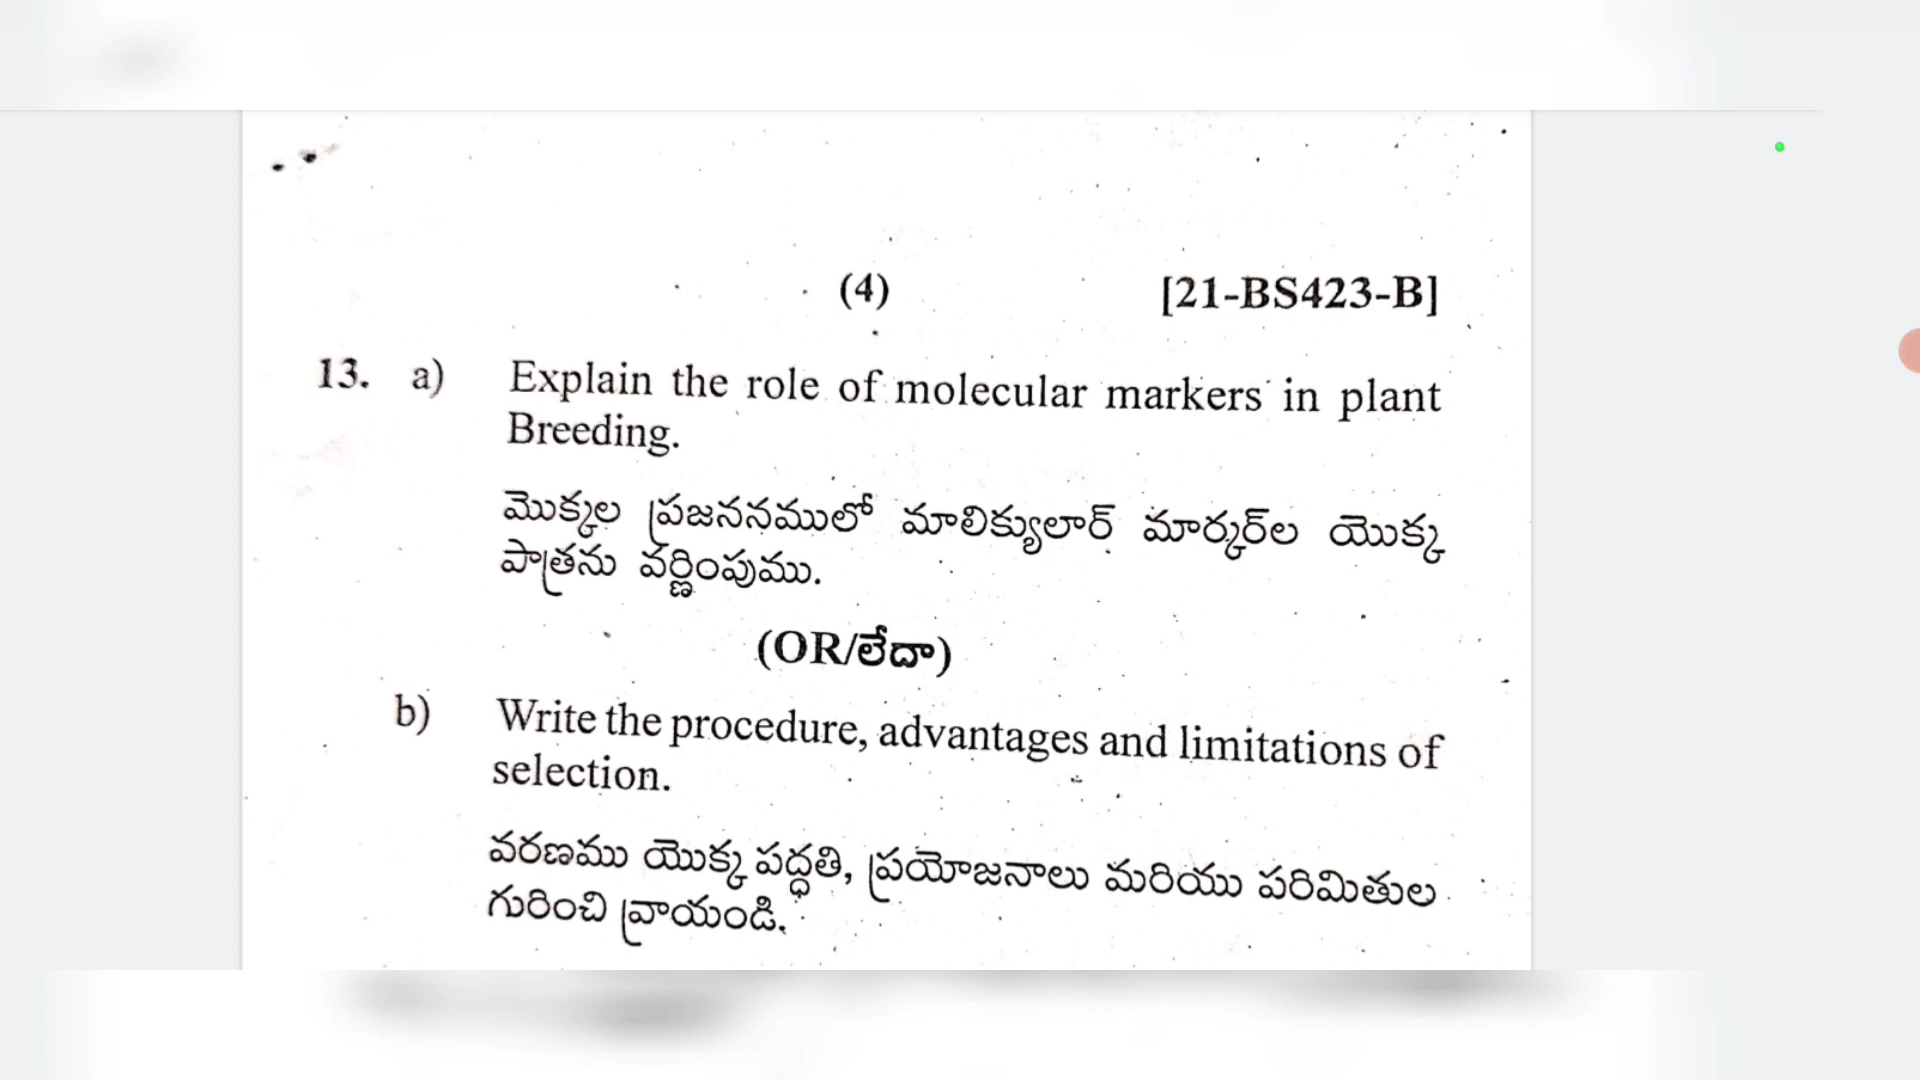 (4) [21-BS423-B]
13. a) Explain the role of molecular markers in plant
Breeding.
మొక్కల ప్రజననములో మాలిక్యులార్ మార్కర్‌ల యొక్క
పాత్రను వర్ణింపుము.
(OR/లేదా)
b) Write the procedure, advantages and limitations of
selection.
వరణము యొక్క పద్ధతి, ప్రయోజనాలు మరియు పరిమితుల
గురించి వ్రాయండి.